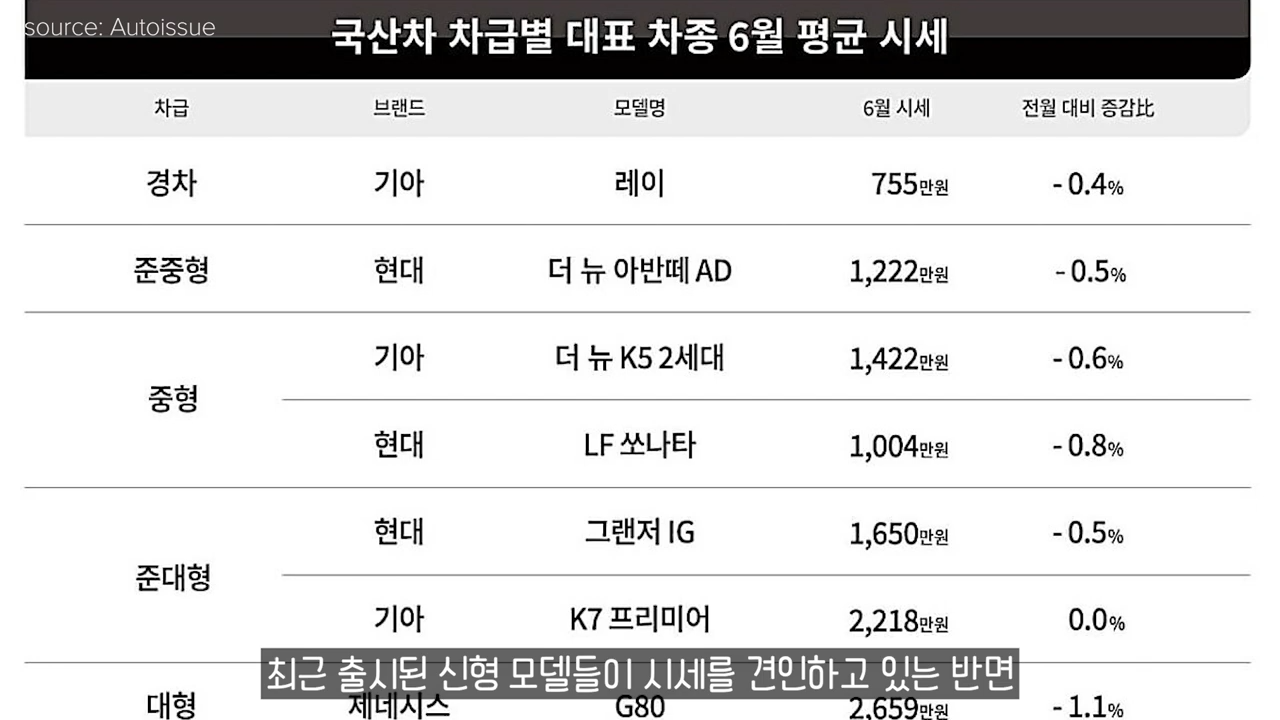 source: Autoissue
국산차 차급별 대표 차종 6월 평균 시세
차급 브랜드 모델명 6월 시세 전월 대비 증감比
경차 기아 레이 755만원 - 0.4%
준중형 현대 더 뉴 아반떼 AD 1,222만원 - 0.5%
중형 기아 더 뉴 K5 2세대 1,422만원 - 0.6%
현대 LF 쏘나타 1,004만원 - 0.8%
준대형 현대 그랜저 IG 1,650만원 - 0.5%
기아 K7 프리미어 2,218만원 0.0%
최근 출시된 신형 모델들이 시세를 견인하고 있는 반면
대형 제네시스 G80 2,659만원 - 1.1%